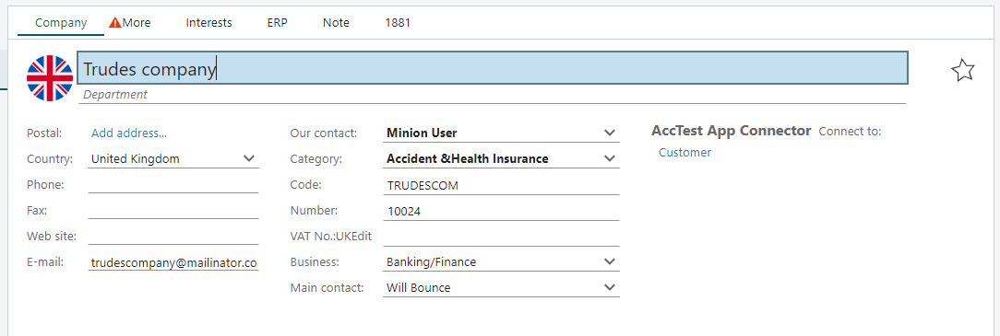 Company More Interests ERP Note 1881
Trudes company
Department
Postal: Add address...
Country: United Kingdom
Phone:
Fax:
Web site:
E-mail: trudescompany@mailinator.co
Our contact: Minion User
Category: Accident &Health Insurance
Code: TRUDESCOM
Number: 10024
VAT No.:UKEdit
Business: Banking/Finance
Main contact: Will Bounce
AccTest App Connector Connect to:
Customer